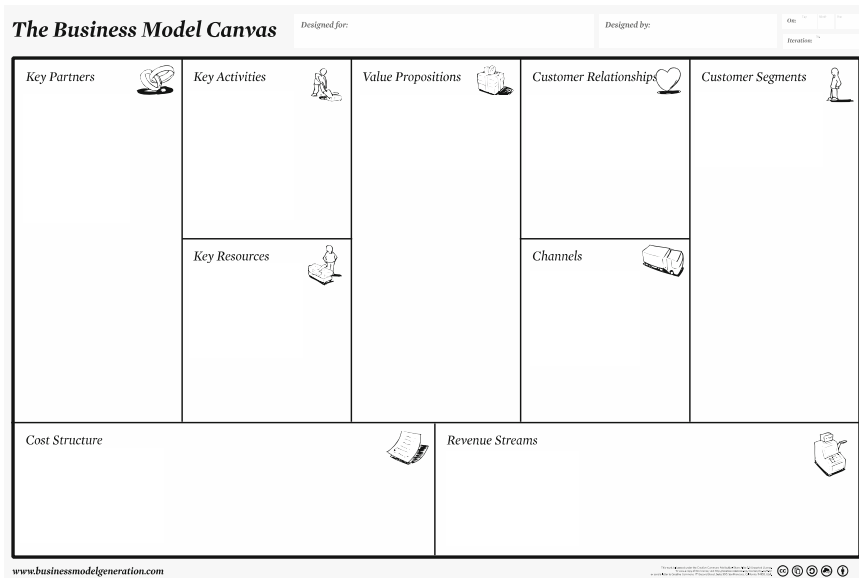 The Business Model Canvas
Designed for:
Designed by:
On:
Iteration:
Key Partners
Key Activities
Value Propositions
Customer Relationships
Customer Segments
Key Resources
Channels
Cost Structure
Revenue Streams
www.businessmodelgeneration.com